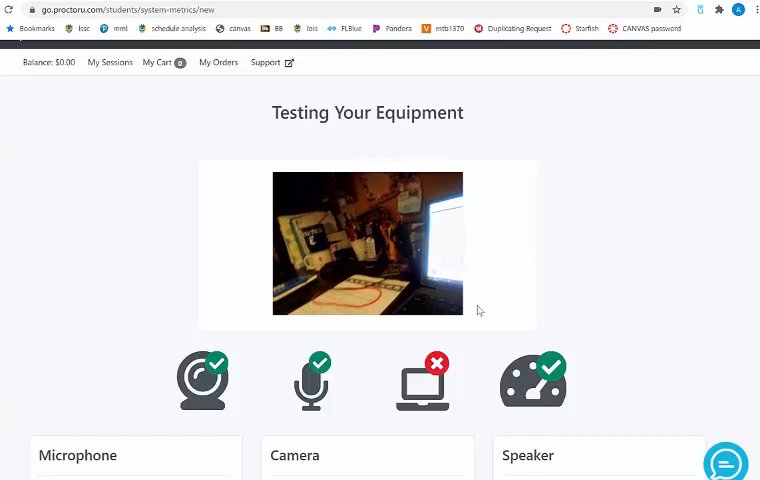 go.proctoru.com/students/system-metrics/new
A
Bookmarks lssc mml schedule analysis canvas BB lois FLBlue Pandora mtb1370 Duplicating Request Starfish CANVAS password
Balance: $0.00 My Sessions My Cart 0 My Orders Support
Testing Your Equipment
Microphone Camera Speaker